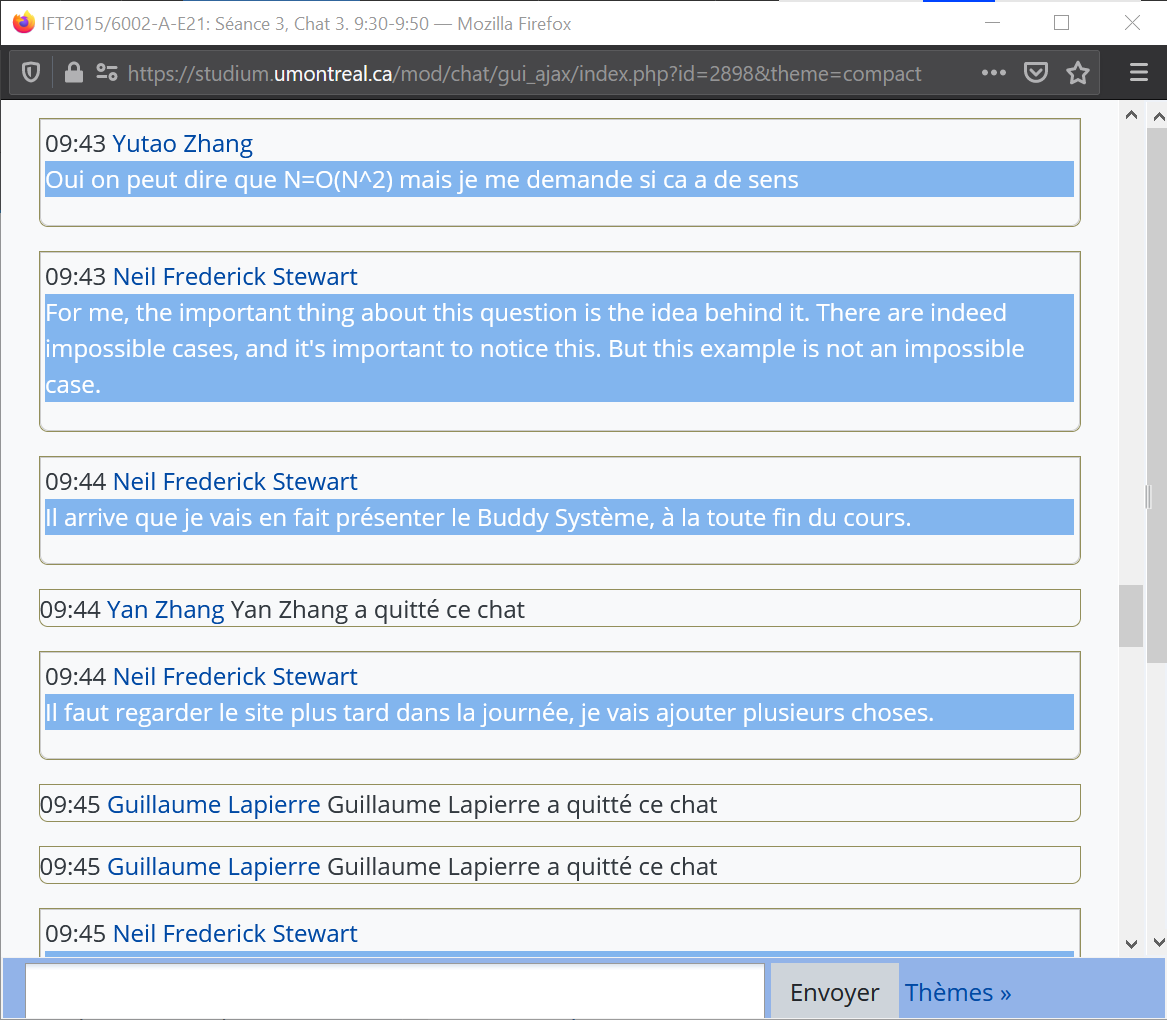 IFT2015/6002-A-E21: Séance 3, Chat 3. 9:30-9:50 — Mozilla Firefox
https://studium.umontreal.ca/mod/chat/gui_ajax/index.php?id=2898&theme=compact
09:43 Yutao Zhang
Oui on peut dire que N=O(N^2) mais je me demande si ca a de sens
09:43 Neil Frederick Stewart
For me, the important thing about this question is the idea behind it. There are indeed
impossible cases, and it's important to notice this. But this example is not an impossible
case.
09:44 Neil Frederick Stewart
Il arrive que je vais en fait présenter le Buddy Système, à la toute fin du cours.
09:44 Yan Zhang Yan Zhang a quitté ce chat
09:44 Neil Frederick Stewart
Il faut regarder le site plus tard dans la journée, je vais ajouter plusieurs choses.
09:45 Guillaume Lapierre Guillaume Lapierre a quitté ce chat
09:45 Guillaume Lapierre Guillaume Lapierre a quitté ce chat
09:45 Neil Frederick Stewart
Envoyer Thèmes »